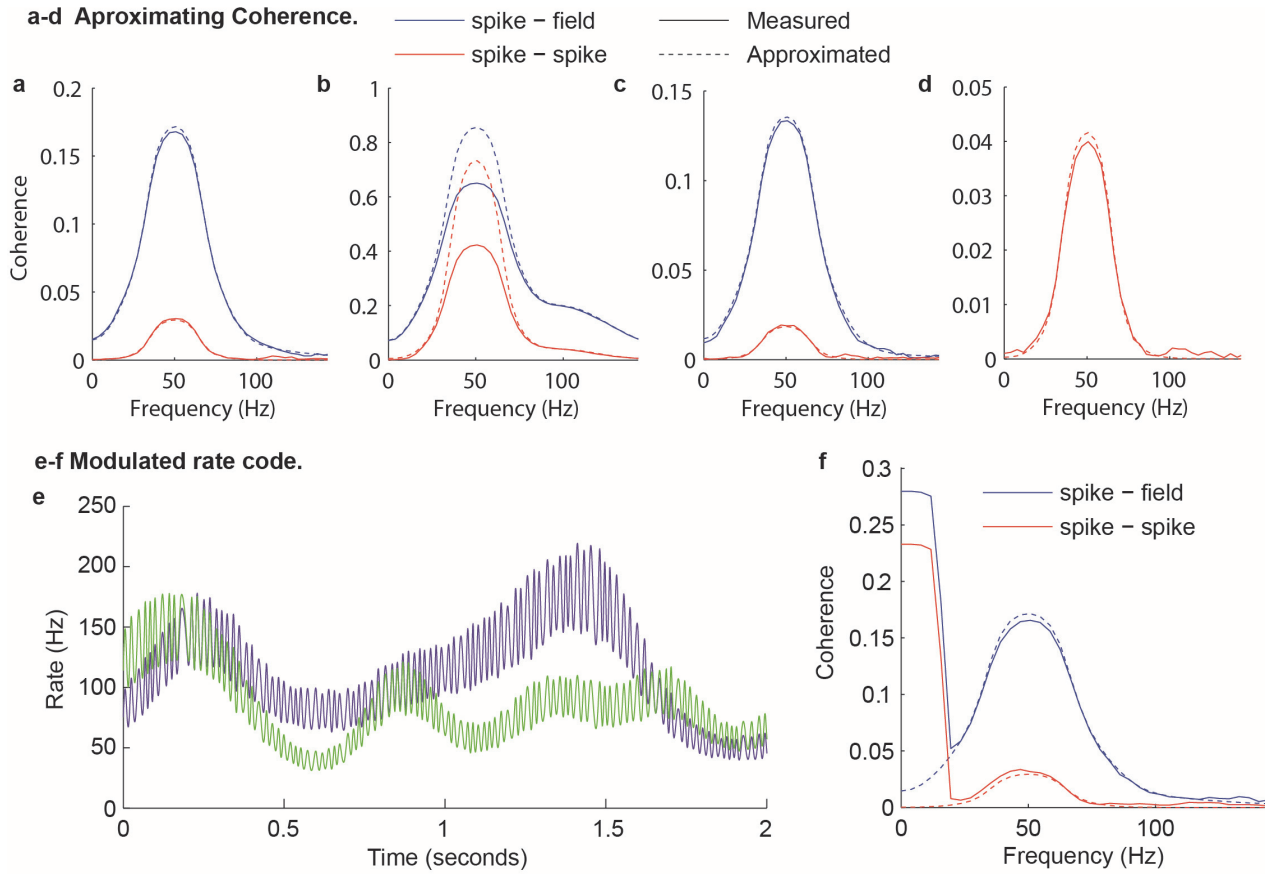 a-d Aproximating Coherence.
spike − field
Measured
spike − spike
Approximated
a
b
c
d
0.2
0.15
0.1
0.05
0
Coherence
0
50
100
Frequency (Hz)
1
0.8
0.6
0.4
0.2
0
0
50
100
Frequency (Hz)
0.15
0.1
0.05
0
0
50
100
Frequency (Hz)
0.05
0.04
0.03
0.02
0.01
0
0
50
100
Frequency (Hz)
e-f Modulated rate code.
e
250
200
150
100
50
0
Rate (Hz)
0
0.5
1
1.5
2
Time (seconds)
f
0.3
0.25
0.2
0.15
0.1
0.05
0
Coherence
spike − field
spike − spike
0
50
100
Frequency (Hz)